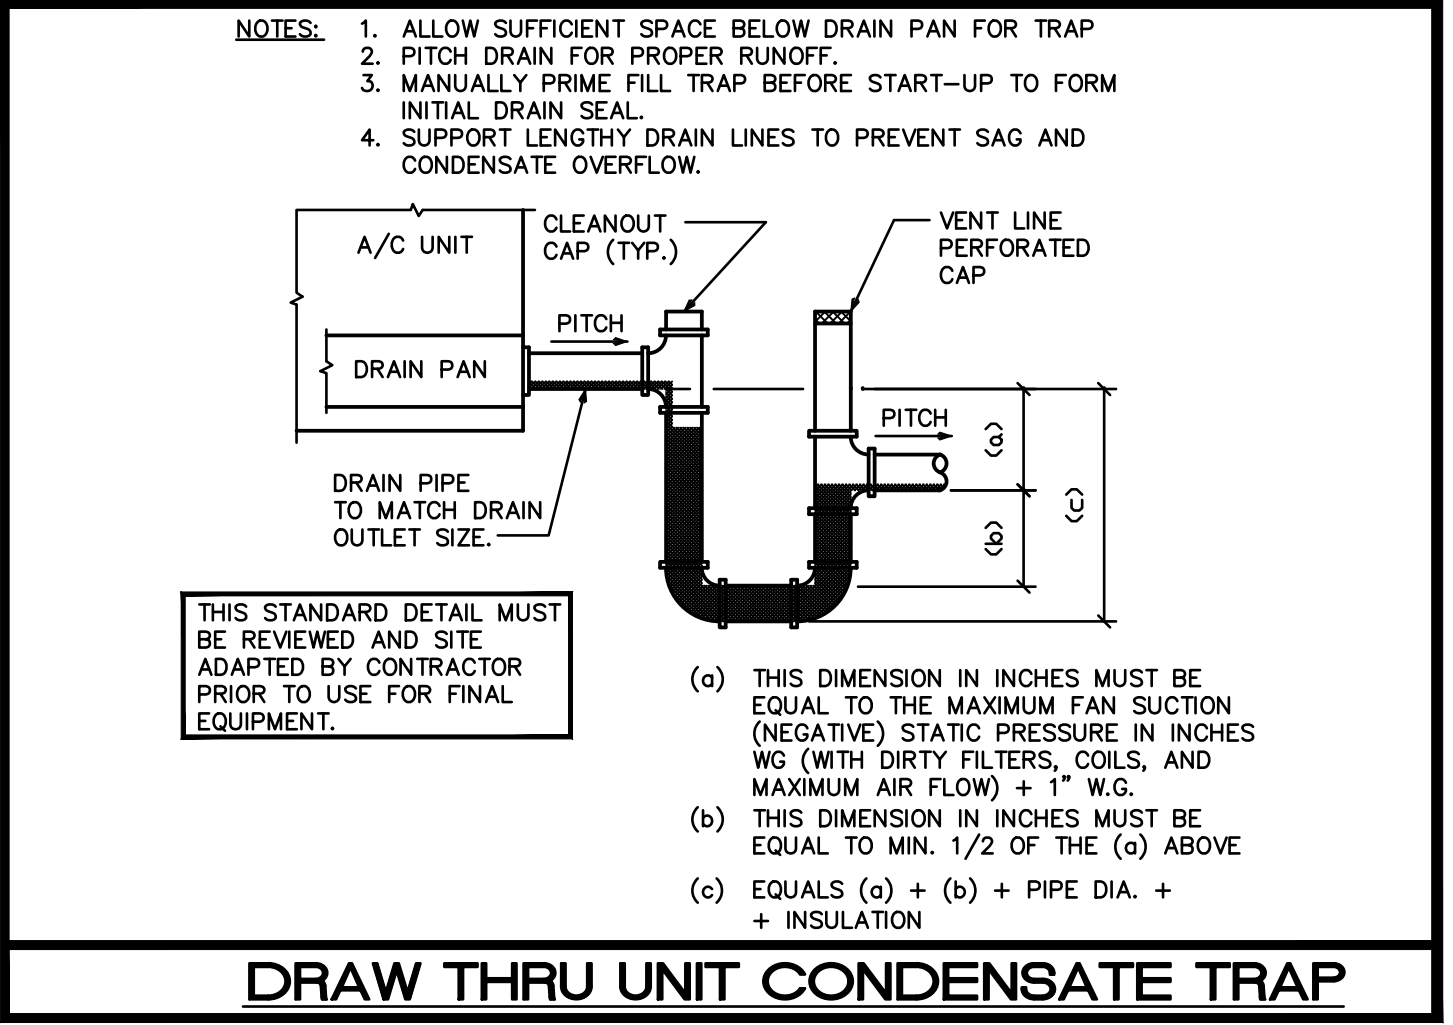 NOTES: 1. ALLOW SUFFICIENT SPACE BELOW DRAIN PAN FOR TRAP
2. PITCH DRAIN FOR PROPER RUNOFF.
3. MANUALLY PRIME FILL TRAP BEFORE START-UP TO FORM
INITIAL DRAIN SEAL.
4. SUPPORT LENGTHY DRAIN LINES TO PREVENT SAG AND
CONDENSATE OVERFLOW.
A/C UNIT
CLEANOUT
CAP (TYP.)
VENT LINE
PERFORATED
CAP
PITCH
DRAIN PAN
PITCH
(a)
(b)
(c)
DRAIN PIPE
TO MATCH DRAIN
OUTLET SIZE.
THIS STANDARD DETAIL MUST
BE REVIEWED AND SITE
ADAPTED BY CONTRACTOR
PRIOR TO USE FOR FINAL
EQUIPMENT.
(a) THIS DIMENSION IN INCHES MUST BE
EQUAL TO THE MAXIMUM FAN SUCTION
(NEGATIVE) STATIC PRESSURE IN INCHES
WG (WITH DIRTY FILTERS, COILS, AND
MAXIMUM AIR FLOW) + 1" W.G.
(b) THIS DIMENSION IN INCHES MUST BE
EQUAL TO MIN. 1/2 OF THE (a) ABOVE
(c) EQUALS (a) + (b) + PIPE DIA. +
+ INSULATION
DRAW THRU UNIT CONDENSATE TRAP